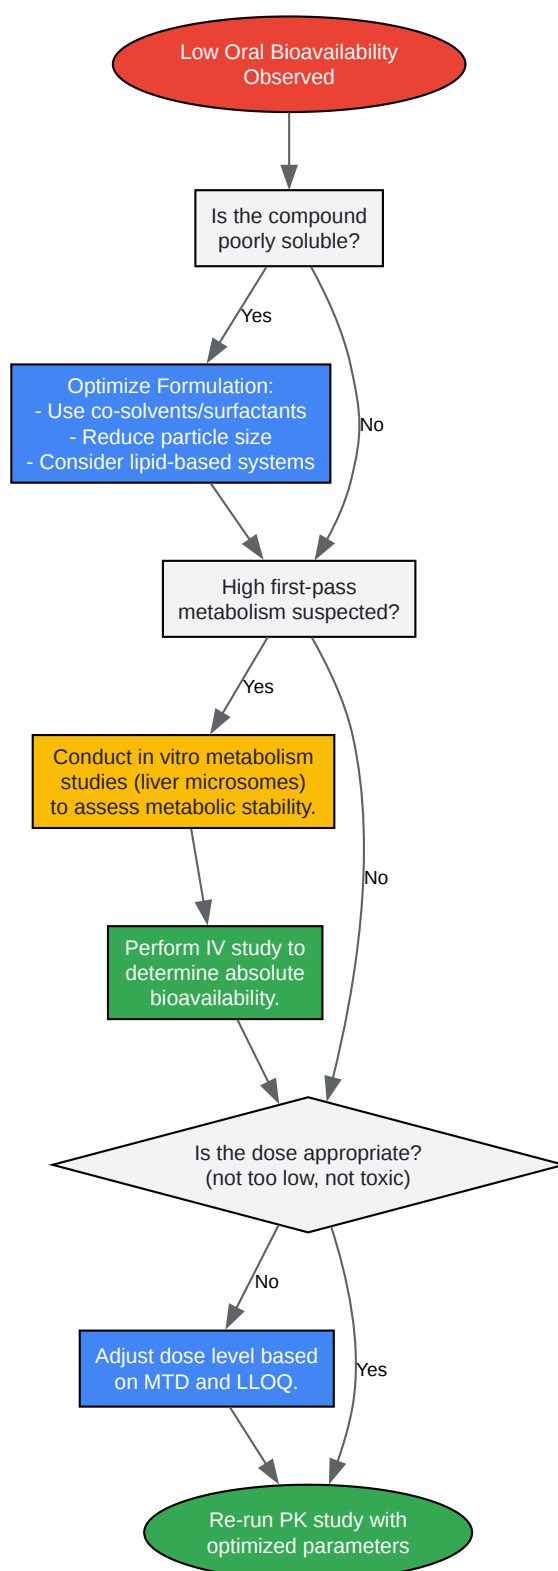 Low Oral Bioavailability
Observed
Is the compound
poorly soluble?
Yes
Optimize Formulation:
- Use co-solvents/surfactants
- Reduce particle size
- Consider lipid-based systems
No
High first-pass
metabolism suspected?
Yes
Conduct in vitro metabolism
studies (liver microsomes)
to assess metabolic stability.
No
Perform IV study to
determine absolute
bioavailability.
Is the dose appropriate?
(not too low, not toxic)
No
Adjust dose level based
on MTD and LLOQ.
Yes
Re-run PK study with
optimized parameters